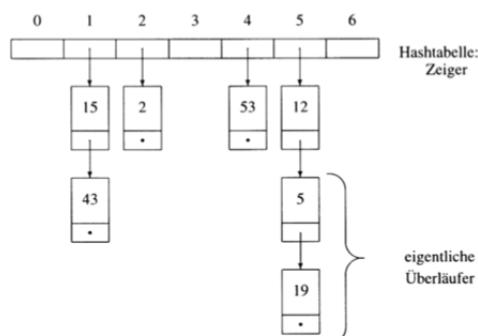 0 1 2 3 4 5 6
Hashtabelle:
Zeiger
15 2 53 12
43 5
eigentliche
Überläufer
19